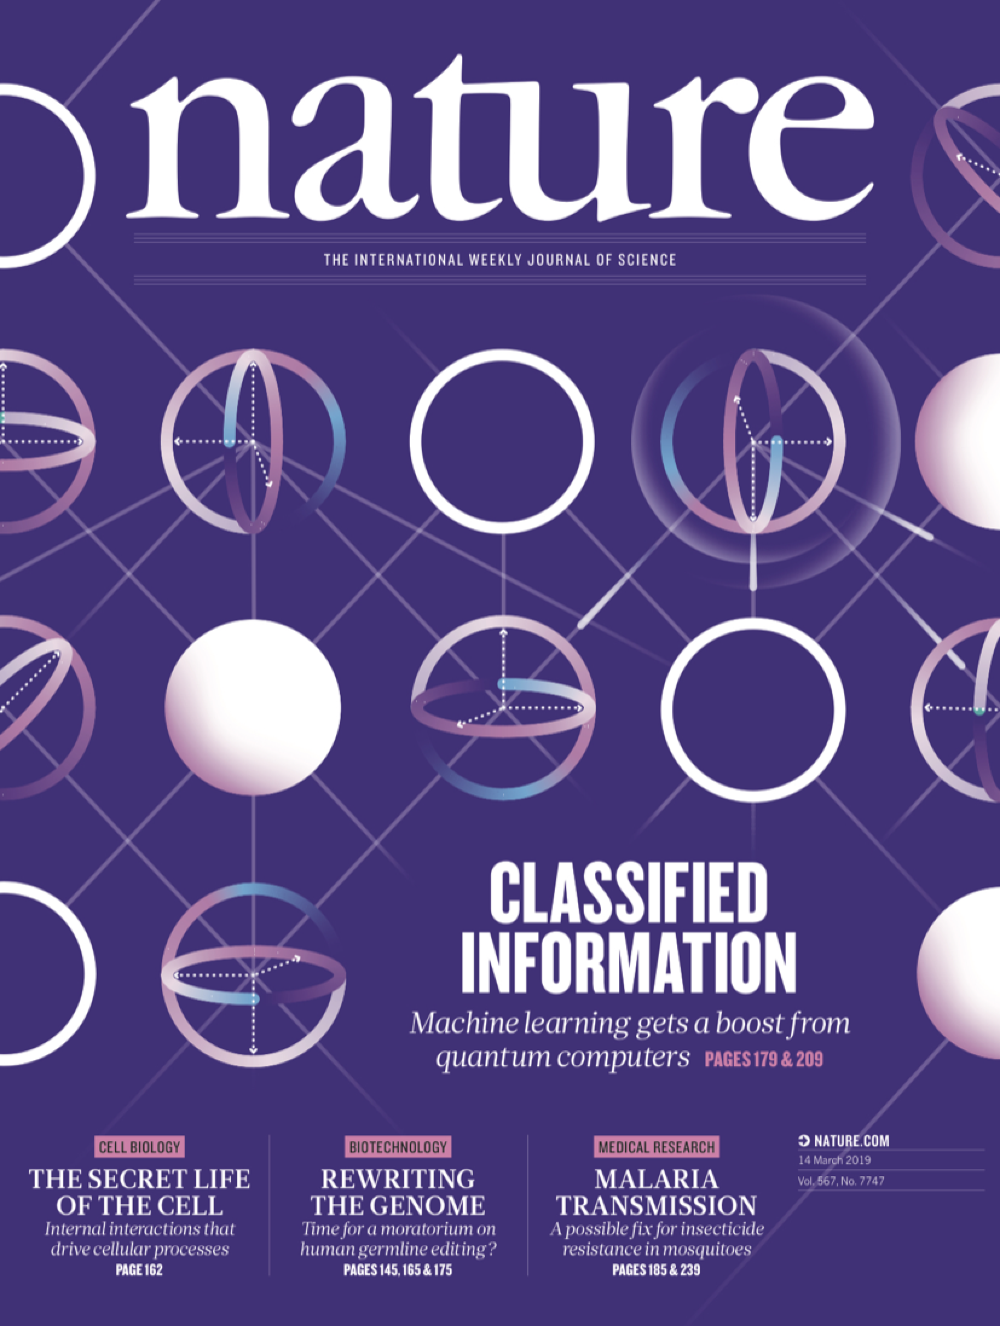 nature
THE INTERNATIONAL WEEKLY JOURNAL OF SCIENCE
CLASSIFIED
INFORMATION
Machine learning gets a boost from
quantum computers PAGES 179 & 209
CELL BIOLOGY
THE SECRET LIFE
OF THE CELL
Internal interactions that
drive cellular processes
PAGE 162
BIOTECHNOLOGY
REWRITING
THE GENOME
Time for a moratorium on
human germline editing?
PAGES 145, 165 & 175
MEDICAL RESEARCH
MALARIA
TRANSMISSION
A possible fix for insecticide
resistance in mosquitoes
PAGES 185 & 239
NATURE.COM
14 March 2019
Vol. 567, No. 7747